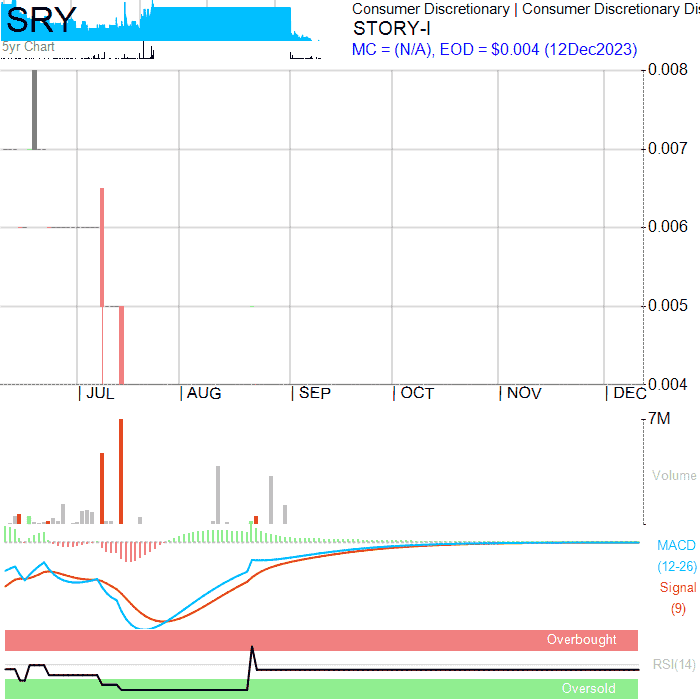 SRY
5yr Chart
Consumer Discretionary | Consumer Discretionary Dis
STORY-I
MC = (N/A), EOD = $0.004 (12Dec2023)
0.008
0.007
0.006
0.005
0.004
| JUL | AUG | SEP | OCT | NOV | DEC
7M
Volume
MACD
(12-26)
Signal
(9)
Overbought
RSI(14)
Oversold